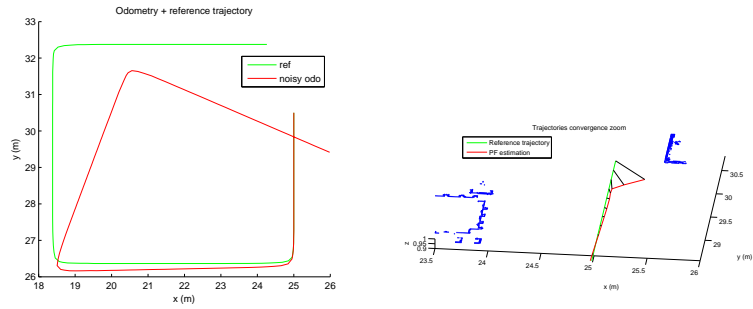 Odometry + reference trajectory
33
32
31
30
29
28
27
26
y (m)
ref
noisy odo
18 19 20 21 22 23 24 25 26
x (m)
Trajectories convergence zoom
Reference trajectory
PF estimation
1
0.95
0.9
z
23.5 24 25 25.5 26
x (m)
30.5
30
29.5
29
y (m)